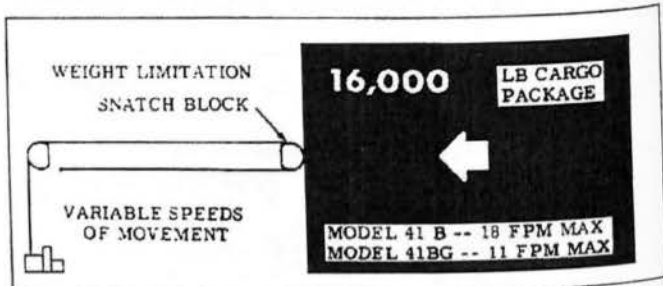 WEIGHT LIMITATION
SNATCH BLOCK
16,000
LB CARGO
PACKAGE
VARIABLE SPEEDS
OF MOVEMENT
MODEL 41 B -- 18 FPM MAX
MODEL 41BG -- 11 FPM MAX